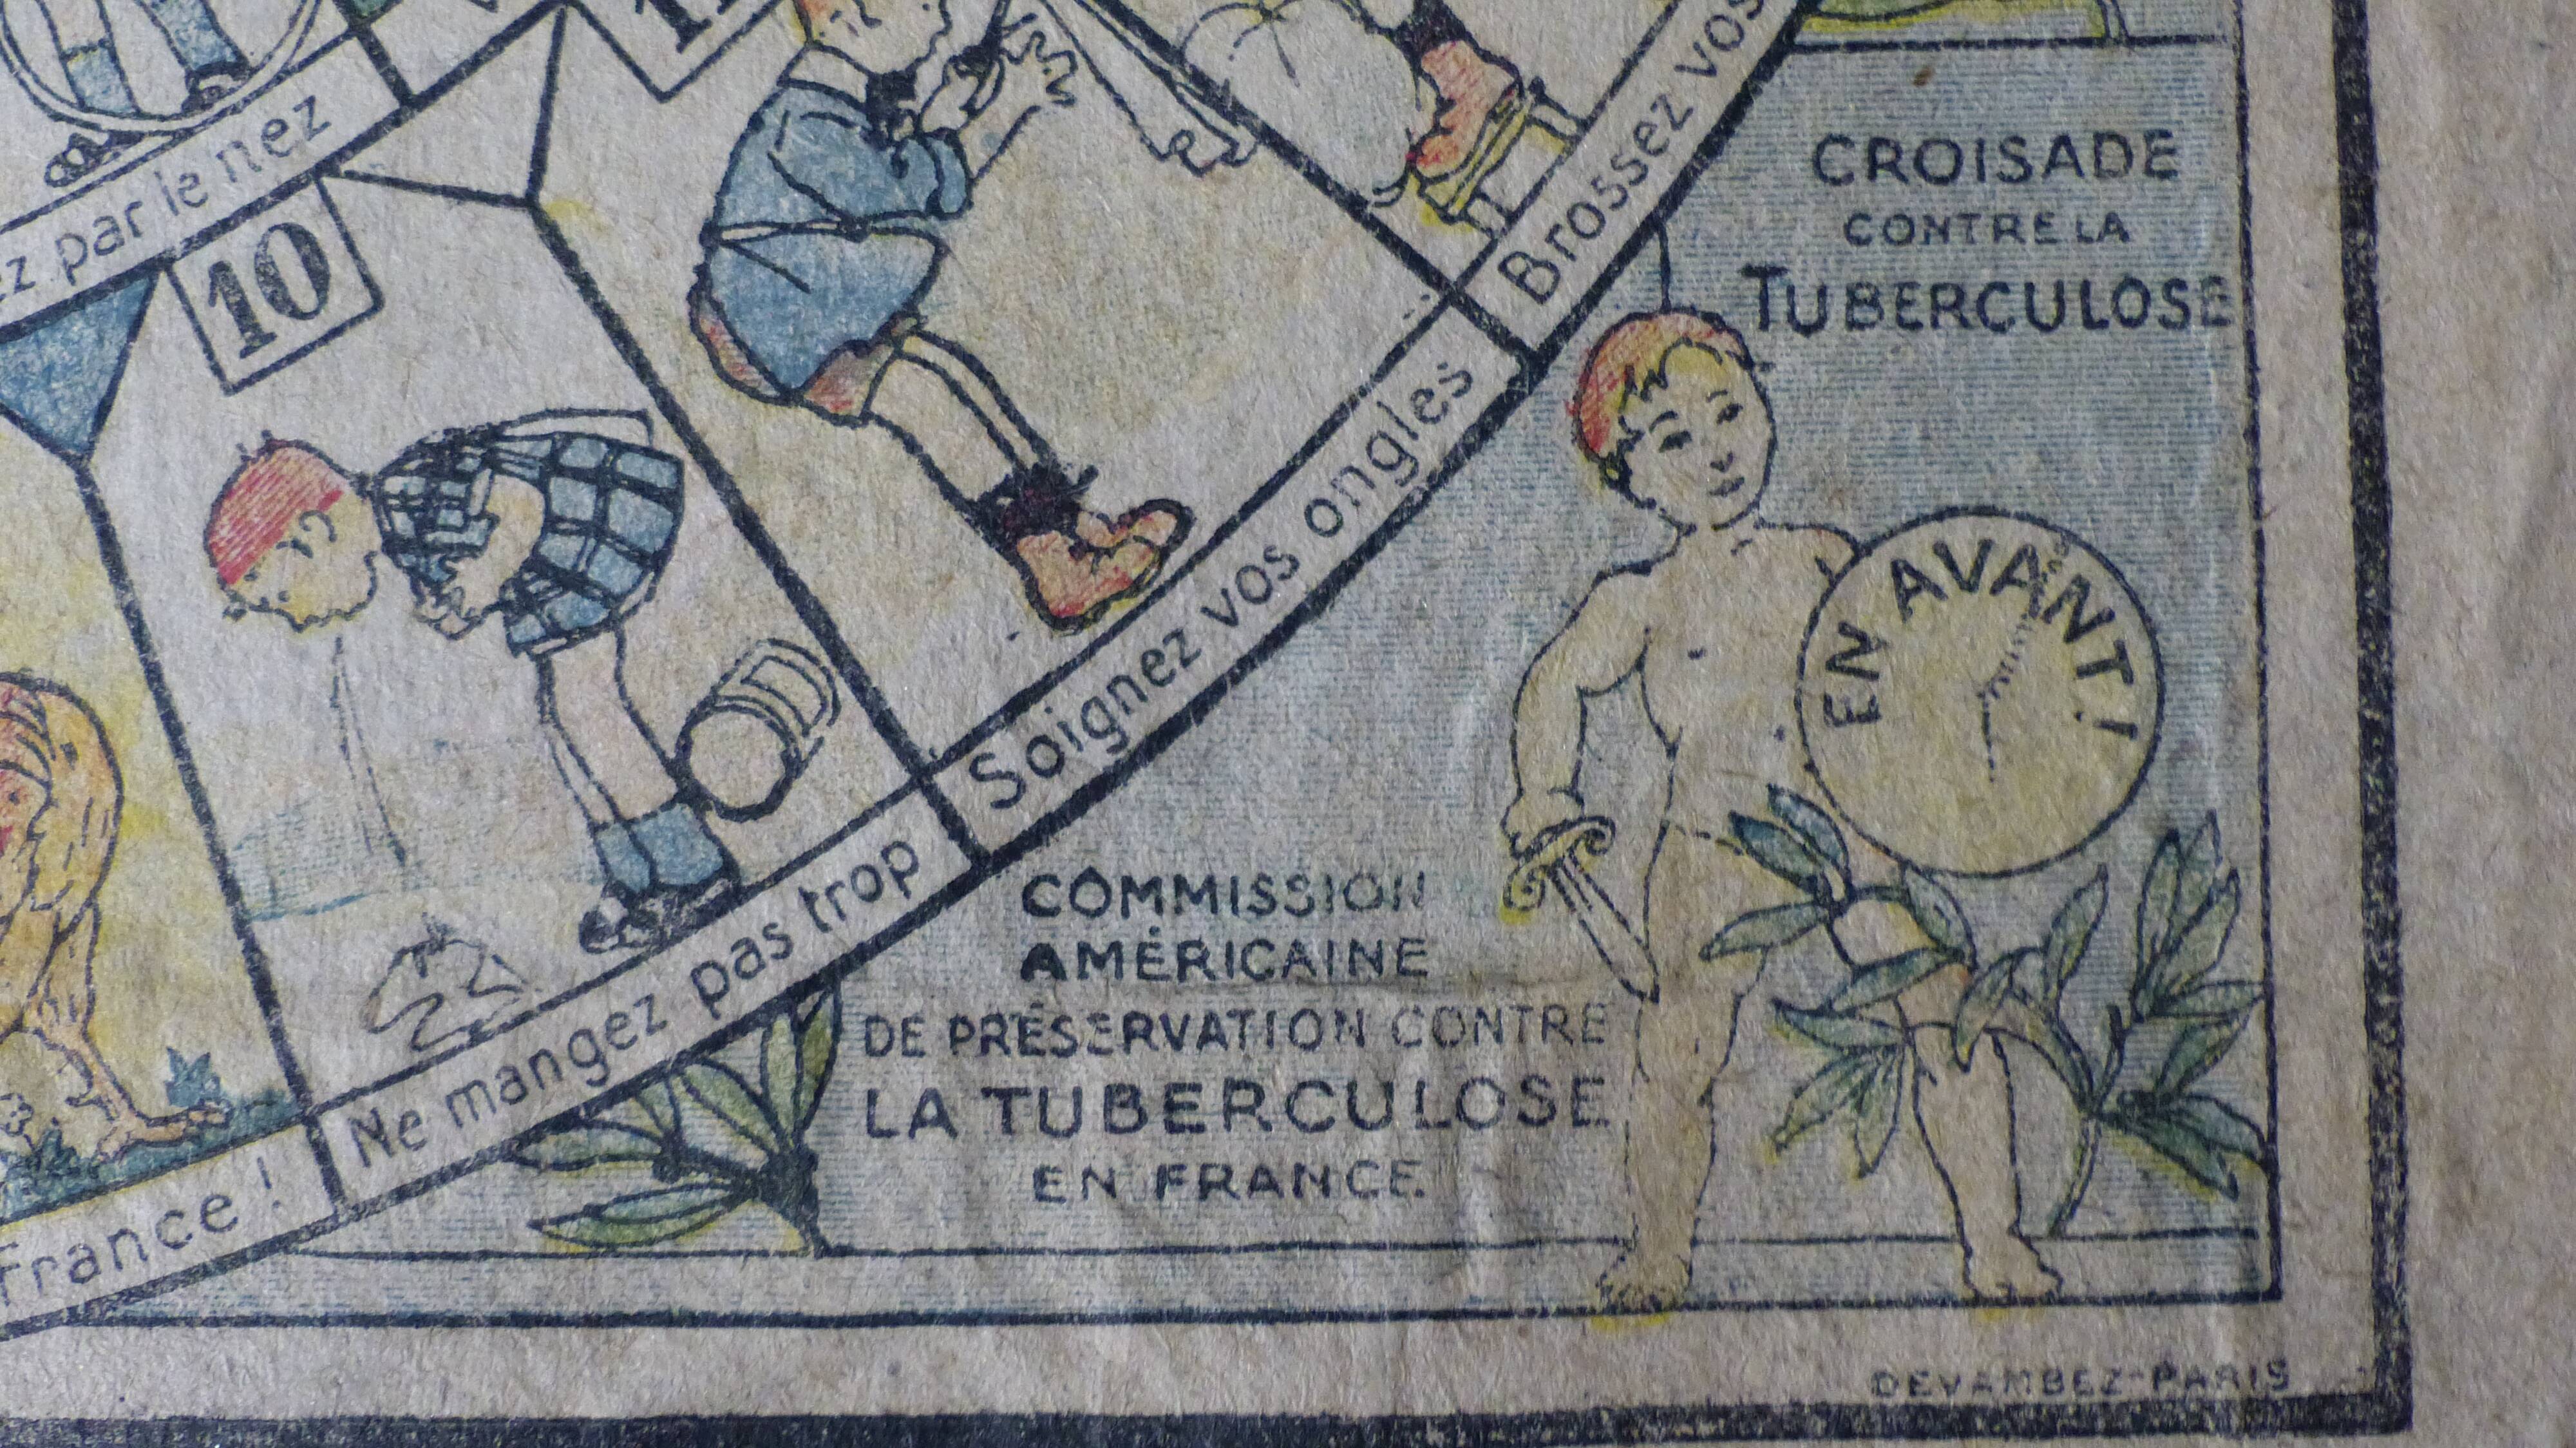 ez par le nez
10
Brossez vos
CROISADE
CONTRE LA
TUBERCULOSE
Soignez vos ongles
EN AVANT!
Ne mangez pas trop
France!
COMMISSION
AMÉRICAINE
DE PRÉSERVATION CONTRE
LA TUBERCULOSE
EN FRANCE.
DEVAMBEZ-PARIS